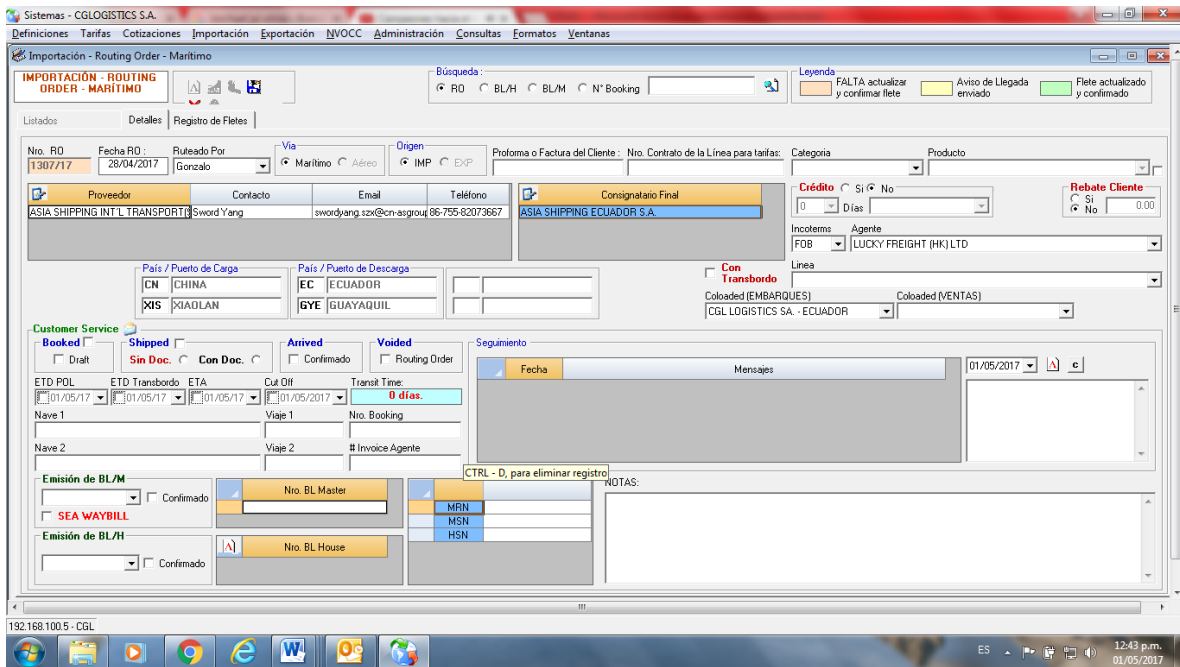 Sistemas - CGLOGISTICS S.A.
Definiciones Tarifas Cotizaciones Importación Exportación NVOCC Administración Consultas Formatos Ventanas
Importación - Routing Order - Marítimo
IMPORTACIÓN - ROUTING
ORDER - MARÍTIMO
Búsqueda :
RO BL/H BL/M N° Booking
Leyenda
FALTA actualizar
y confirmar flete
Aviso de Llegada
enviado
Flete actualizado
y confirmado
Listados Detalles Registro de Fletes
Nro. RO Fecha RO : Ruteado Por Via Origen Proforma o Factura del Cliente : Nro. Contrato de la Línea para tarifas: Categoria Producto
1307/17 28/04/2017 Gonzalo Marítimo Aéreo IMP EXP
Proveedor Contacto Email Teléfono
ASIA SHIPPING INT'L TRANSPORT(S Sword Yang swordyang.szx@cn-asgroup 86-755-82073667
Consignatario Final
ASIA SHIPPING ECUADOR S.A.
Crédito Si No
0 Días
Rebate Cliente
Si
No 0.00
Incoterms Agente
FOB LUCKY FREIGHT (HK) LTD
País / Puerto de Carga País / Puerto de Descarga
CN CHINA EC ECUADOR
XIS XIAOLAN GYE GUAYAQUIL
Con
Transbordo
Linea
Coloaded (EMBARQUES) Coloaded (VENTAS)
CGL LOGISTICS SA. - ECUADOR
Customer Service
Booked Shipped Arrived Voided
Draft Sin Doc. Con Doc. Confirmado Routing Order
ETD POL ETD Transbordo ETA Cut Off Transit Time:
01/05/17 01/05/17 01/05/17 01/05/2017 0 días.
Nave 1 Viaje 1 Nro. Booking
Nave 2 Viaje 2 # Invoice Agente
Seguimiento
Fecha Mensajes
01/05/2017 A c
CTRL - D, para eliminar registro
Emisión de BL/M
Confirmado
SEA WAYBILL
Nro. BL Master
MRN
MSN
HSN
NOTAS:
Emisión de BL/H
Confirmado
Nro. BL House
192.168.100.5 - CGL
ES
12:43 p.m.
01/05/2017